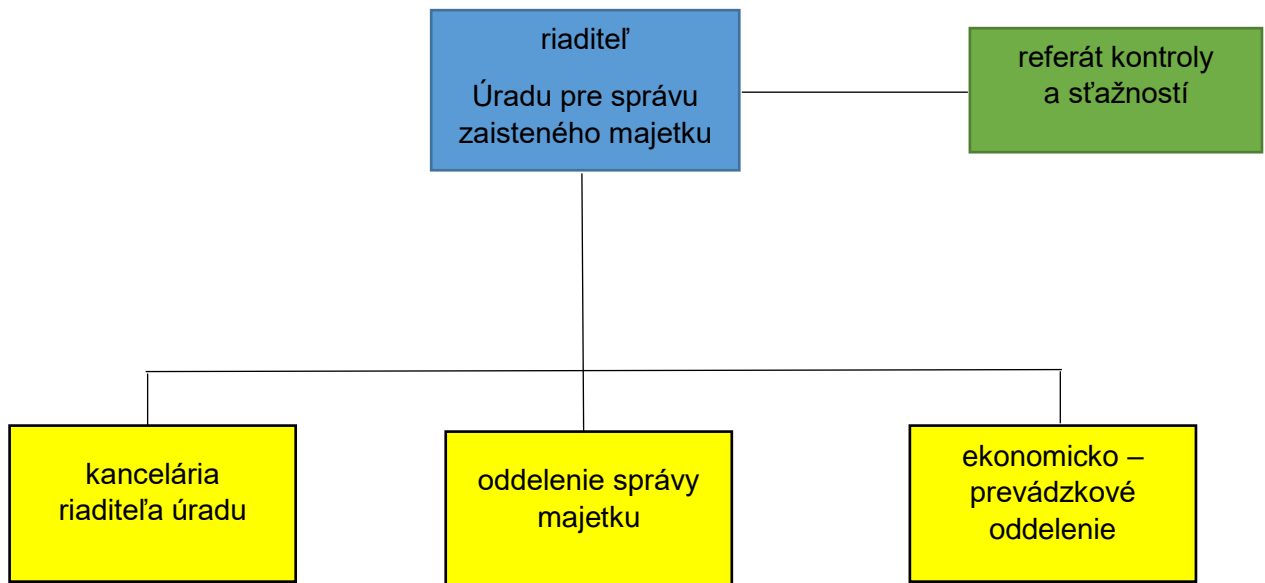 riaditeľ
Úradu pre správu
zaisteného majetku
referát kontroly
a sťažností
kancelária
riaditeľa úradu
oddelenie správy
majetku
ekonomicko –
prevádzkové
oddelenie